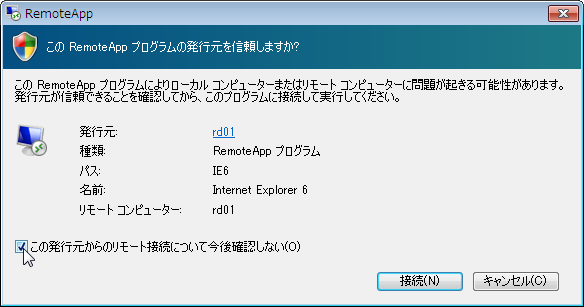 RemoteApp
この RemoteApp プログラムの発行元を信頼しますか?
この RemoteApp プログラムによりローカル コンピューターまたはリモート コンピューターに問題が起きる可能性があります。
発行元が信頼できることを確認してから、このプログラムに接続して実行してください。
発行元: rd01
種類: RemoteApp プログラム
パス: IE6
名前: Internet Explorer 6
リモート コンピューター: rd01
この発行元からのリモート接続について今後確認しない(O)
接続(N) キャンセル(C)